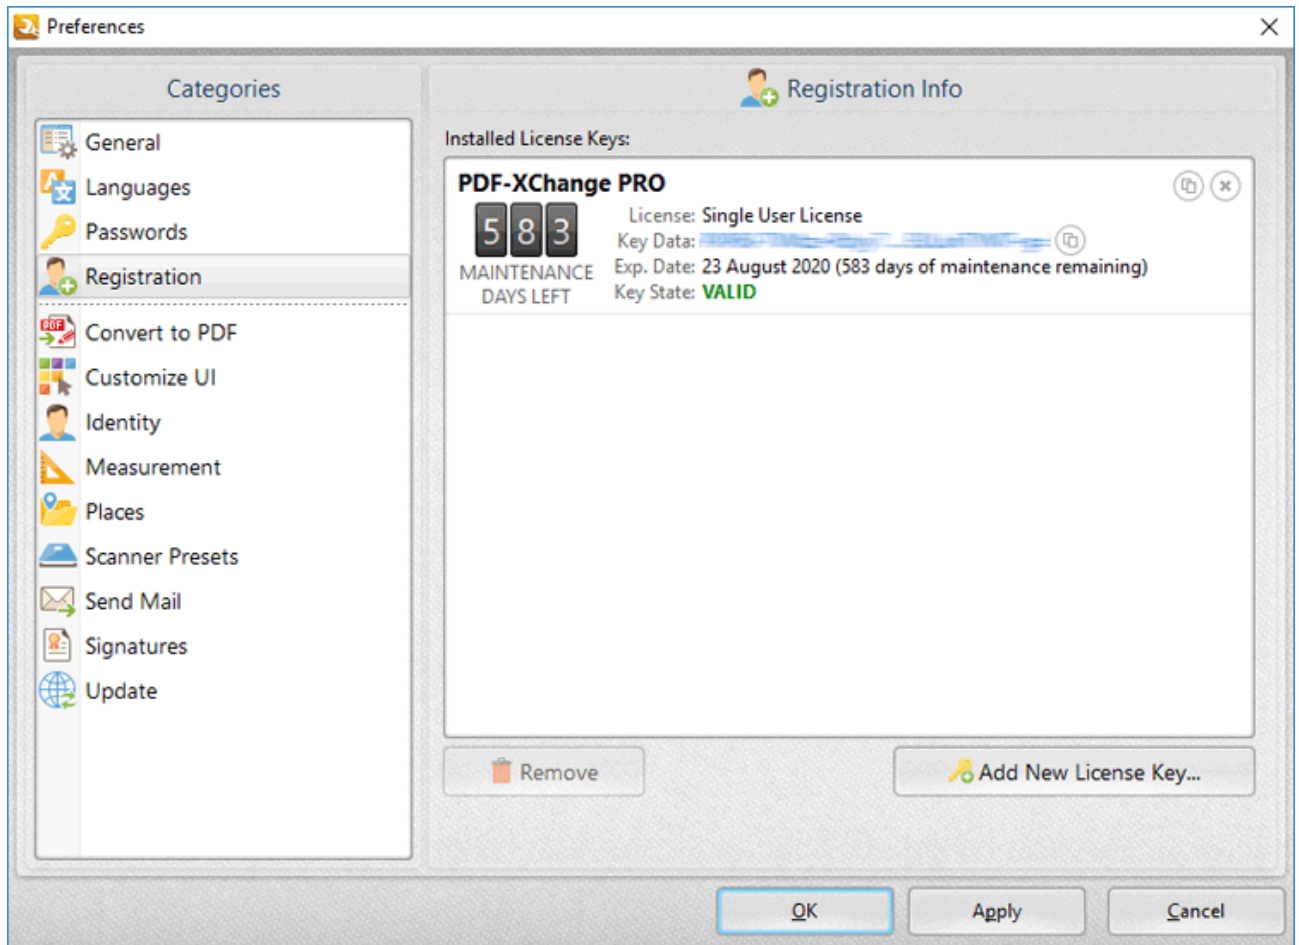 Preferences
Categories
General
Languages
Passwords
Registration
Convert to PDF
Customize UI
Identity
Measurement
Places
Scanner Presets
Send Mail
Signatures
Update
Registration Info
Installed License Keys:
PDF-XChange PRO
583
MAINTENANCE
DAYS LEFT
License: Single User License
Key Data:
Exp. Date: 23 August 2020 (583 days of maintenance remaining)
Key State: VALID
Remove
Add New License Key...
OK
Apply
Cancel